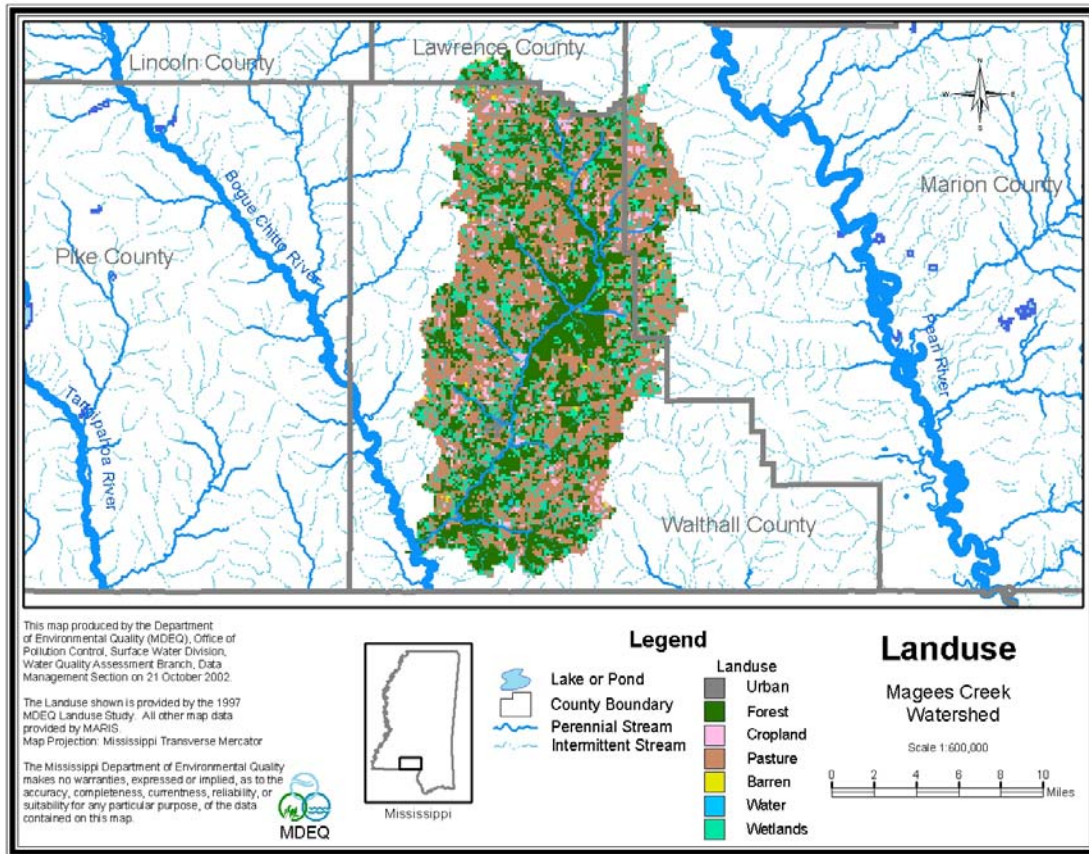 Lawrence County
Lincoln County
N
W
E
S
Marion County
Bogue Chitto River
Pike County
Pearl River
Tangipahoa River
Walthall County
This map produced by the Department
of Environmental Quality (MDEQ), Office of
Pollution Control, Surface Water Division,
Water Quality Assessment Branch, Data
Management Section on 21 October 2002.
The Landuse shown is provided by the 1997
MDEQ Landuse Study. All other map data
provided by MARIS.
Map Projection: Mississippi Transverse Mercator
The Mississippi Department of Environmental Quality
makes no warranties, expressed or implied, as to the
accuracy, completeness, currentness, reliability, or
suitability for any particular purpose, of the data
contained on this map.
MDEQ
Mississippi
Legend
Lake or Pond
County Boundary
Perennial Stream
Intermittent Stream
Landuse
Urban
Forest
Cropland
Pasture
Barren
Water
Wetlands
Landuse
Magees Creek
Watershed
Scale 1:600,000
0 2 4 6 8 10
Miles